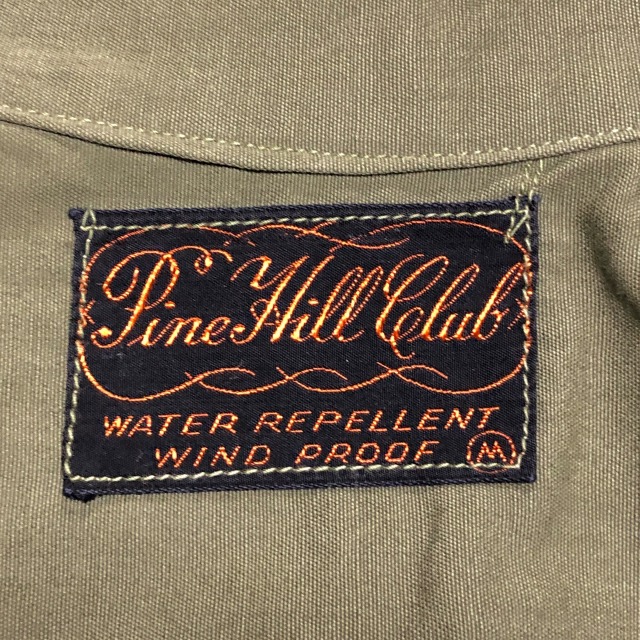 Pine Hill Club
WATER REPELLENT
WIND PROOF M